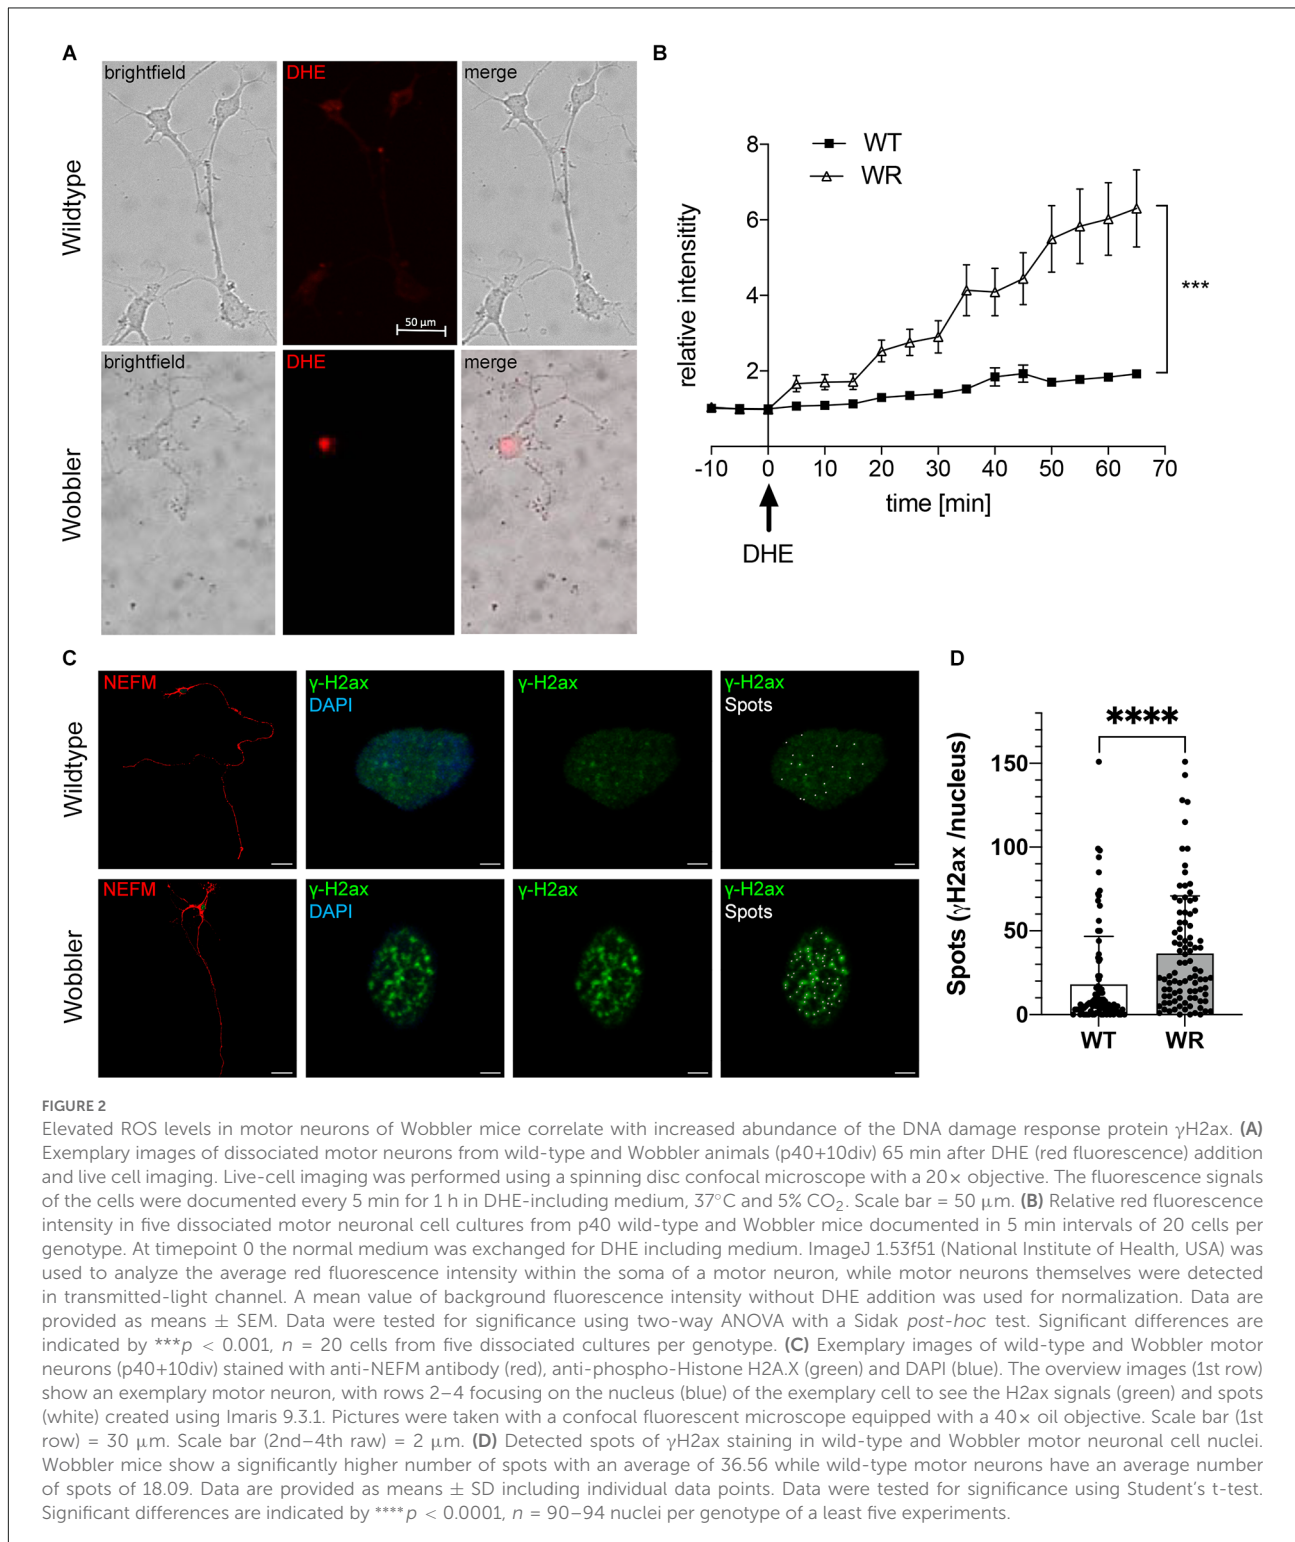 A
brightfield
DHE
merge
Wildtype
50 µm
brightfield
DHE
merge
Wobbler
B
WT
WR
8
6
4
2
relative intensitity
***
-10 0 10 20 30 40 50 60 70
time [min]
DHE
C
NEFM
γ-H2ax
DAPI
γ-H2ax
γ-H2ax
Spots
Wildtype
NEFM
γ-H2ax
DAPI
γ-H2ax
γ-H2ax
Spots
Wobbler
D
****
150
100
50
0
Spots (γH2ax /nucleus)
WT WR
FIGURE 2
Elevated ROS levels in motor neurons of Wobbler mice correlate with increased abundance of the DNA damage response protein γH2ax. (A)
Exemplary images of dissociated motor neurons from wild-type and Wobbler animals (p40+10div) 65 min after DHE (red fluorescence) addition
and live cell imaging. Live-cell imaging was performed using a spinning disc confocal microscope with a 20× objective. The fluorescence signals
of the cells were documented every 5 min for 1 h in DHE-including medium, 37°C and 5% CO₂. Scale bar = 50 µm. (B) Relative red fluorescence
intensity in five dissociated motor neuronal cell cultures from p40 wild-type and Wobbler mice documented in 5 min intervals of 20 cells per
genotype. At timepoint 0 the normal medium was exchanged for DHE including medium. ImageJ 1.53f51 (National Institute of Health, USA) was
used to analyze the average red fluorescence intensity within the soma of a motor neuron, while motor neurons themselves were detected
in transmitted-light channel. A mean value of background fluorescence intensity without DHE addition was used for normalization. Data are
provided as means ± SEM. Data were tested for significance using two-way ANOVA with a Sidak post-hoc test. Significant differences are
indicated by ***p < 0.001, n = 20 cells from five dissociated cultures per genotype. (C) Exemplary images of wild-type and Wobbler motor
neurons (p40+10div) stained with anti-NEFM antibody (red), anti-phospho-Histone H2A.X (green) and DAPI (blue). The overview images (1st row)
show an exemplary motor neuron, with rows 2–4 focusing on the nucleus (blue) of the exemplary cell to see the H2ax signals (green) and spots
(white) created using Imaris 9.3.1. Pictures were taken with a confocal fluorescent microscope equipped with a 40× oil objective. Scale bar (1st
row) = 30 µm. Scale bar (2nd–4th raw) = 2 µm. (D) Detected spots of γH2ax staining in wild-type and Wobbler motor neuronal cell nuclei.
Wobbler mice show a significantly higher number of spots with an average of 36.56 while wild-type motor neurons have an average number
of spots of 18.09. Data are provided as means ± SD including individual data points. Data were tested for significance using Student's t-test.
Significant differences are indicated by ****p < 0.0001, n = 90–94 nuclei per genotype of a least five experiments.